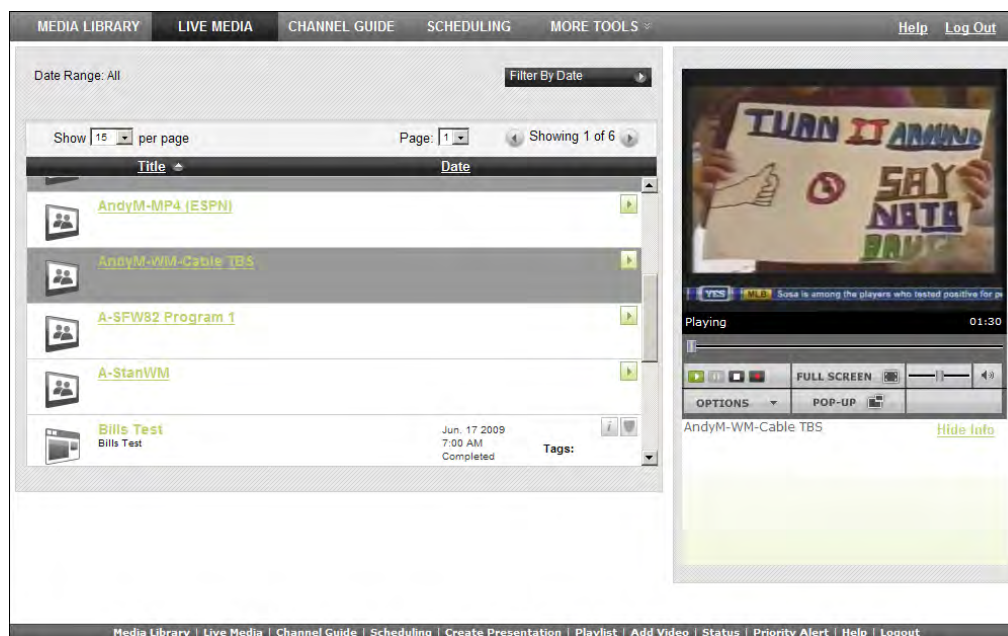 MEDIA LIBRARY LIVE MEDIA CHANNEL GUIDE SCHEDULING MORE TOOLS Help Log Out
Date Range: All Filter By Date
Show 15 per page Page: 1 Showing 1 of 6
Title Date
AndyM-MP4 (ESPN)
AndyM-WM-Cable TBS
A-SFW82 Program 1
A-StanWM
Bills Test
Bills Test
Jun. 17 2009
7:00 AM
Completed
Tags:
i
TURN IT AROUND
SAY
NO TO
YES MLB: Sosa is among the players who tested positive for
Playing 01:30
FULL SCREEN
OPTIONS POP-UP
AndyM-WM-Cable TBS Hide Info
Media Library | Live Media | Channel Guide | Scheduling | Create Presentation | Playlist | Add Video | Status | Priority Alert | Help | Logout